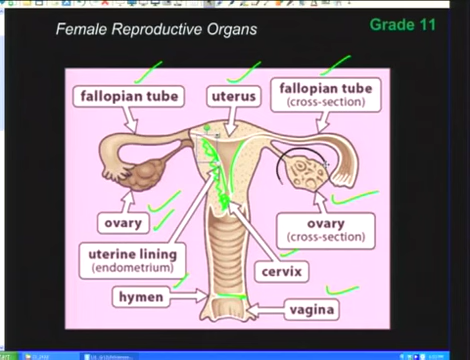 Female Reproductive Organs
Grade 11
fallopian tube
uterus
fallopian tube
(cross-section)
ovary
ovary
(cross-section)
uterine lining
(endometrium)
cervix
hymen
vagina